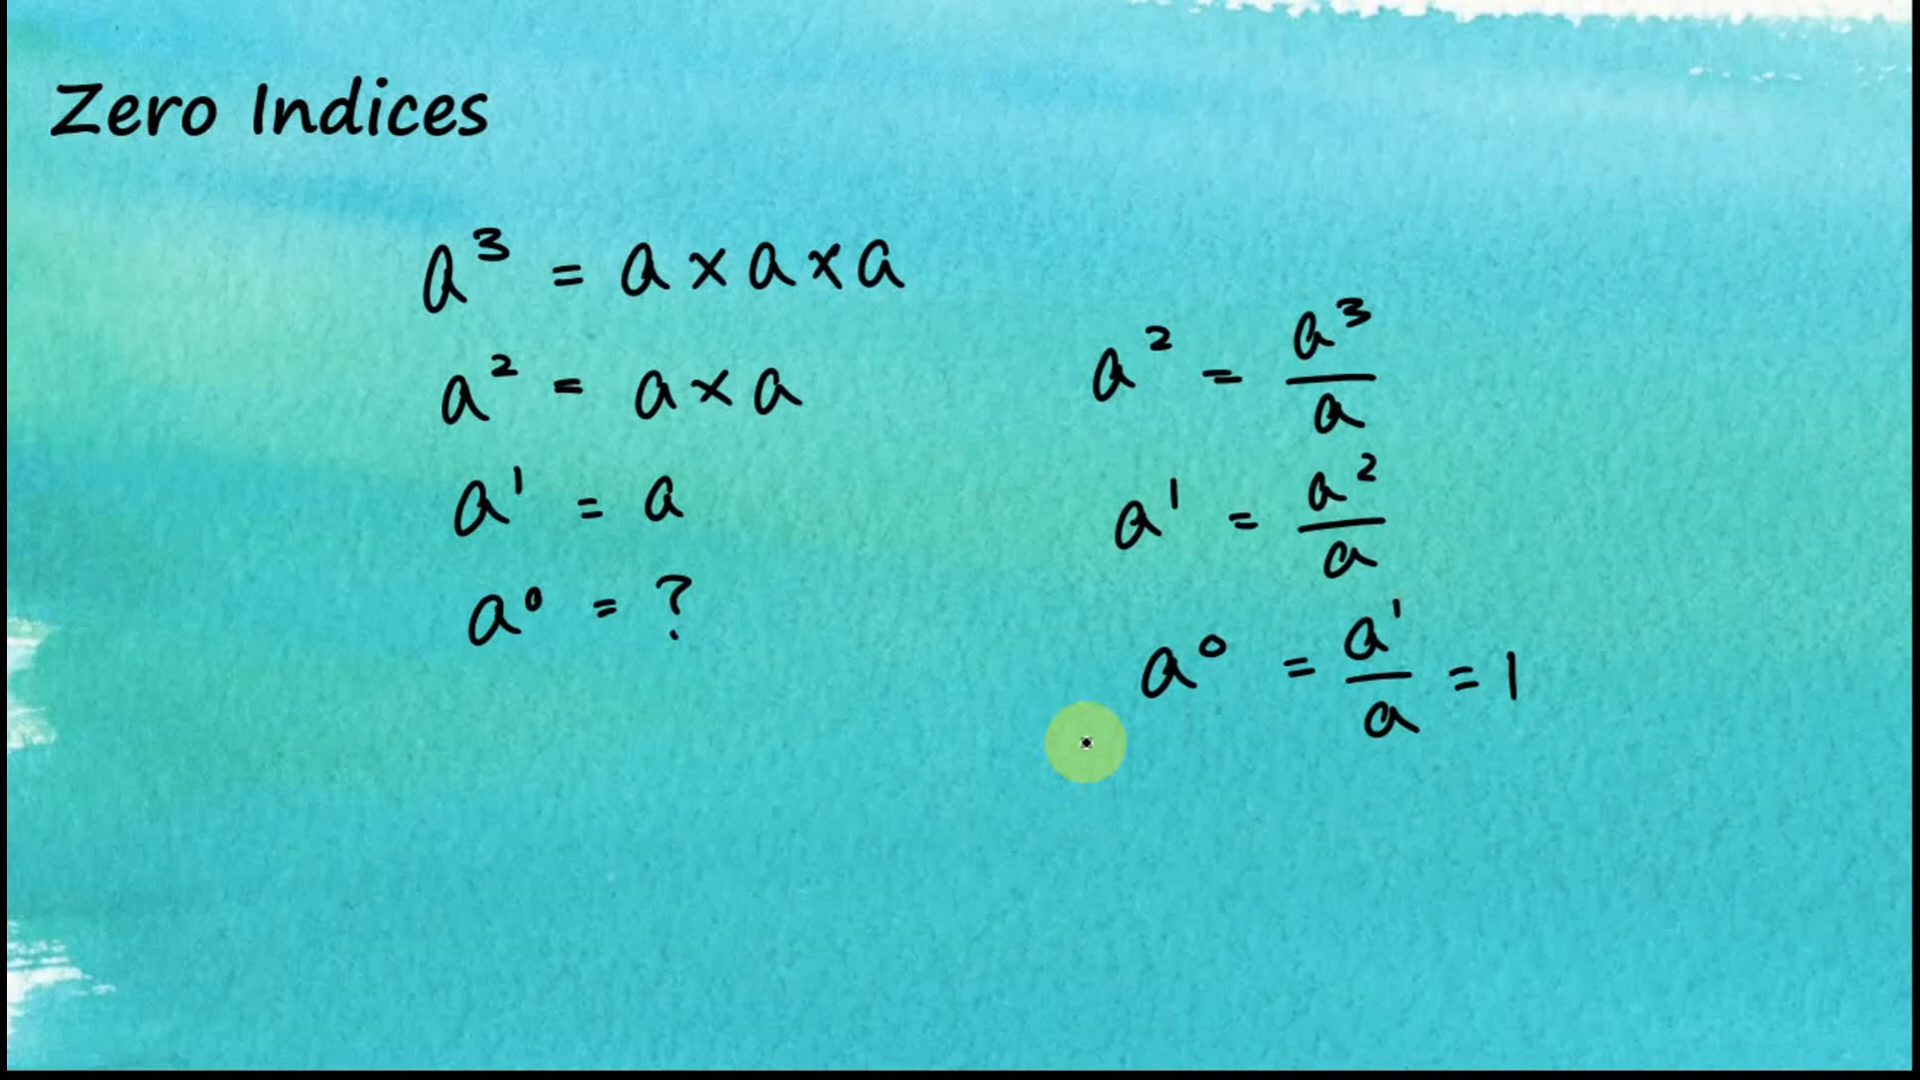 Zero Indices
a³ = a × a × a
a² = a × a
a¹ = a
a⁰ = ?
a² = a³/a
a¹ = a²/a
a⁰ = a¹/a = 1